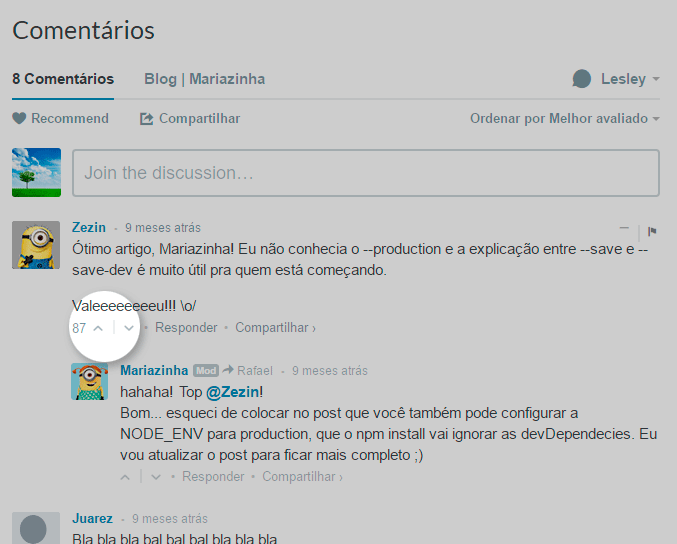 Comentários
8 Comentários Blog | Mariazinha Lesley
Recommend Compartilhar Ordenar por Melhor avaliado
Join the discussion…
Zezin - 9 meses atrás
Ótimo artigo, Mariazinha! Eu não conhecia o --production e a explicação entre --save e --
save-dev é muito útil pra quem está começando.
Valeeeeeeeeu!!! \o/
87 | • Responder • Compartilhar ›
Mariazinha Mod Rafael - 9 meses atrás
hahaha! Top @Zezin!
Bom... esqueci de colocar no post que você também pode configurar a
NODE_ENV para production, que o npm install vai ignorar as devDependecies. Eu
vou atualizar o post para ficar mais completo ;)
| • Responder • Compartilhar ›
Juarez - 9 meses atrás
Bla bla bla bal bal bal bla bla bla